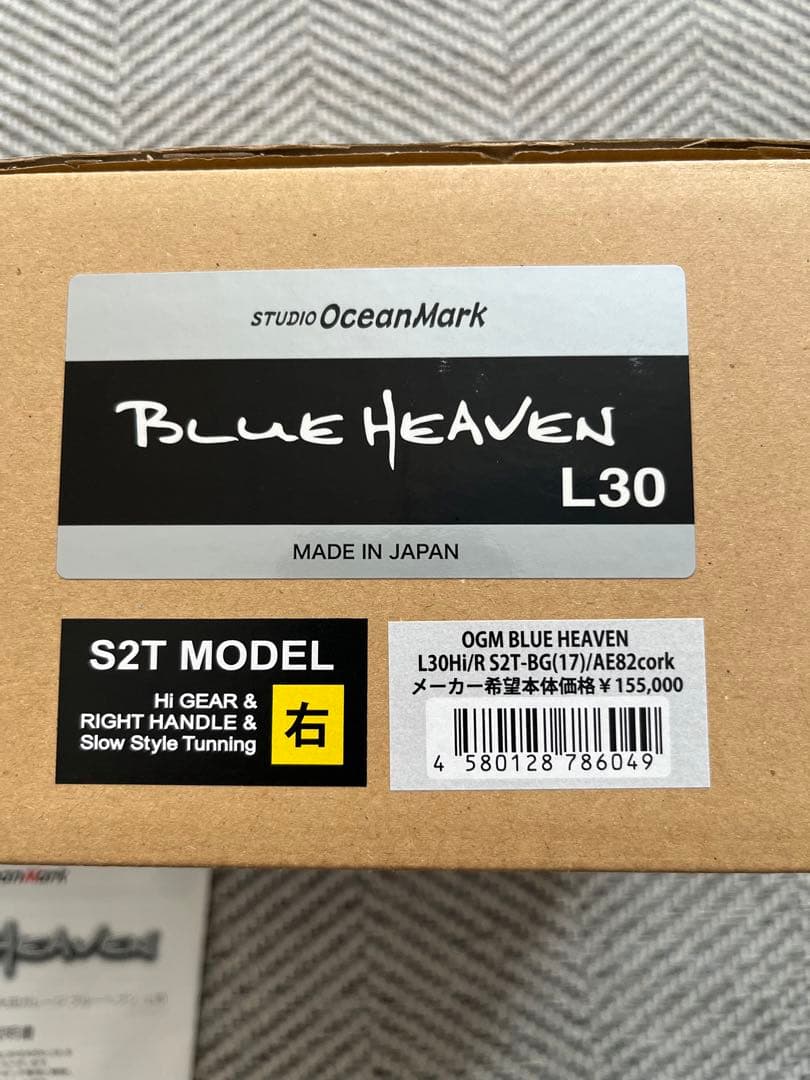 STUDIO OceanMark
BLUE HEAVEN
L30
MADE IN JAPAN
S2T MODEL
Hi GEAR &
RIGHT HANDLE &
Slow Style Tunning
右
OGM BLUE HEAVEN
L30Hi/R S2T-BG(17)/AE82cork
メーカー希望本体価格￥155,000
4 580128 786049
HEAVEN